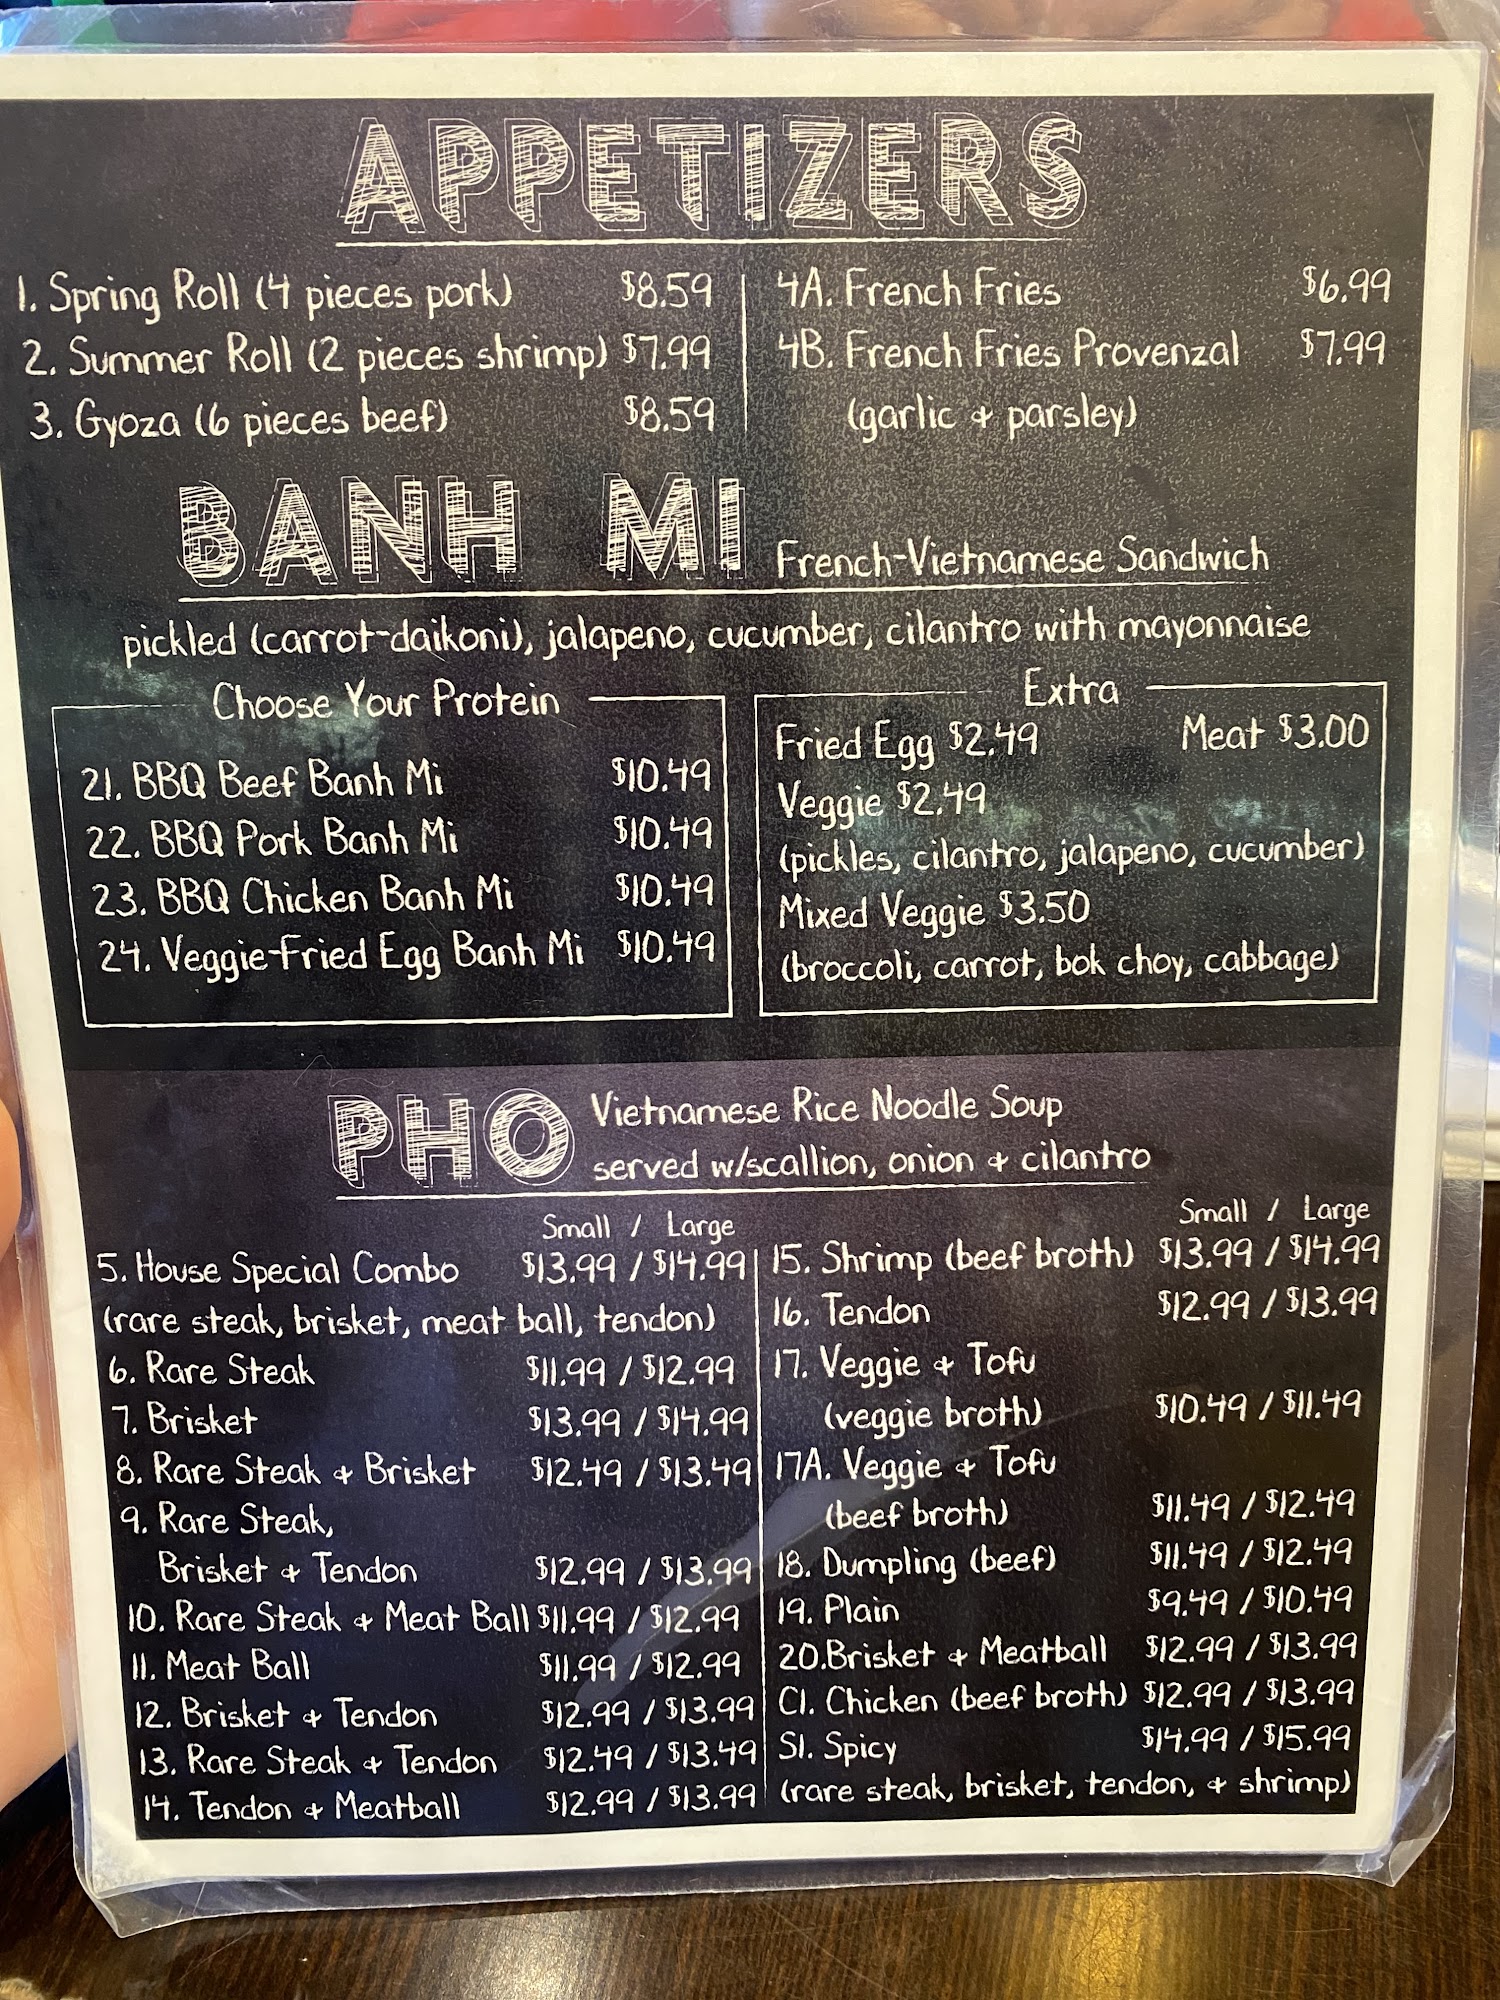 APPETIZERS
1. Spring Roll (4 pieces pork) $8.59
2. Summer Roll (2 pieces shrimp) $7.99
3. Gyoza (6 pieces beef) $8.59
4A. French Fries $6.99
4B. French Fries Provenzal $7.99
(garlic + parsley)
BANH MI French-Vietnamese Sandwich
pickled (carrot-daikoni), jalapeno, cucumber, cilantro with mayonnaise
Choose Your Protein
21. BBQ Beef Banh Mi $10.49
22. BBQ Pork Banh Mi $10.49
23. BBQ Chicken Banh Mi $10.49
24. Veggie-Fried Egg Banh Mi $10.49
Extra
Fried Egg $2.49 Meat $3.00
Veggie $2.49
(pickles, cilantro, jalapeno, cucumber)
Mixed Veggie $3.50
(broccoli, carrot, bok choy, cabbage)
PHO Vietnamese Rice Noodle Soup
served w/scallion, onion + cilantro
Small / Large
5. House Special Combo $13.99 / $14.99
(rare steak, brisket, meat ball, tendon)
6. Rare Steak $11.99 / $12.99
7. Brisket $13.99 / $14.99
8. Rare Steak + Brisket $12.49 / $13.49
9. Rare Steak,
Brisket + Tendon $12.99 / $13.99
10. Rare Steak + Meat Ball $11.99 / $12.99
11. Meat Ball $11.99 / $12.99
12. Brisket + Tendon $12.99 / $13.99
13. Rare Steak + Tendon $12.49 / $13.49
14. Tendon + Meatball $12.99 / $13.99
Small / Large
15. Shrimp (beef broth) $13.99 / $14.99
16. Tendon $12.99 / $13.99
17. Veggie + Tofu
(veggie broth) $10.49 / $11.49
17A. Veggie + Tofu
(beef broth) $11.49 / $12.49
18. Dumpling (beef) $11.49 / $12.49
19. Plain $9.49 / $10.49
20.Brisket + Meatball $12.99 / $13.99
C1. Chicken (beef broth) $12.99 / $13.99
S1. Spicy $14.99 / $15.99
(rare steak, brisket, tendon, + shrimp)